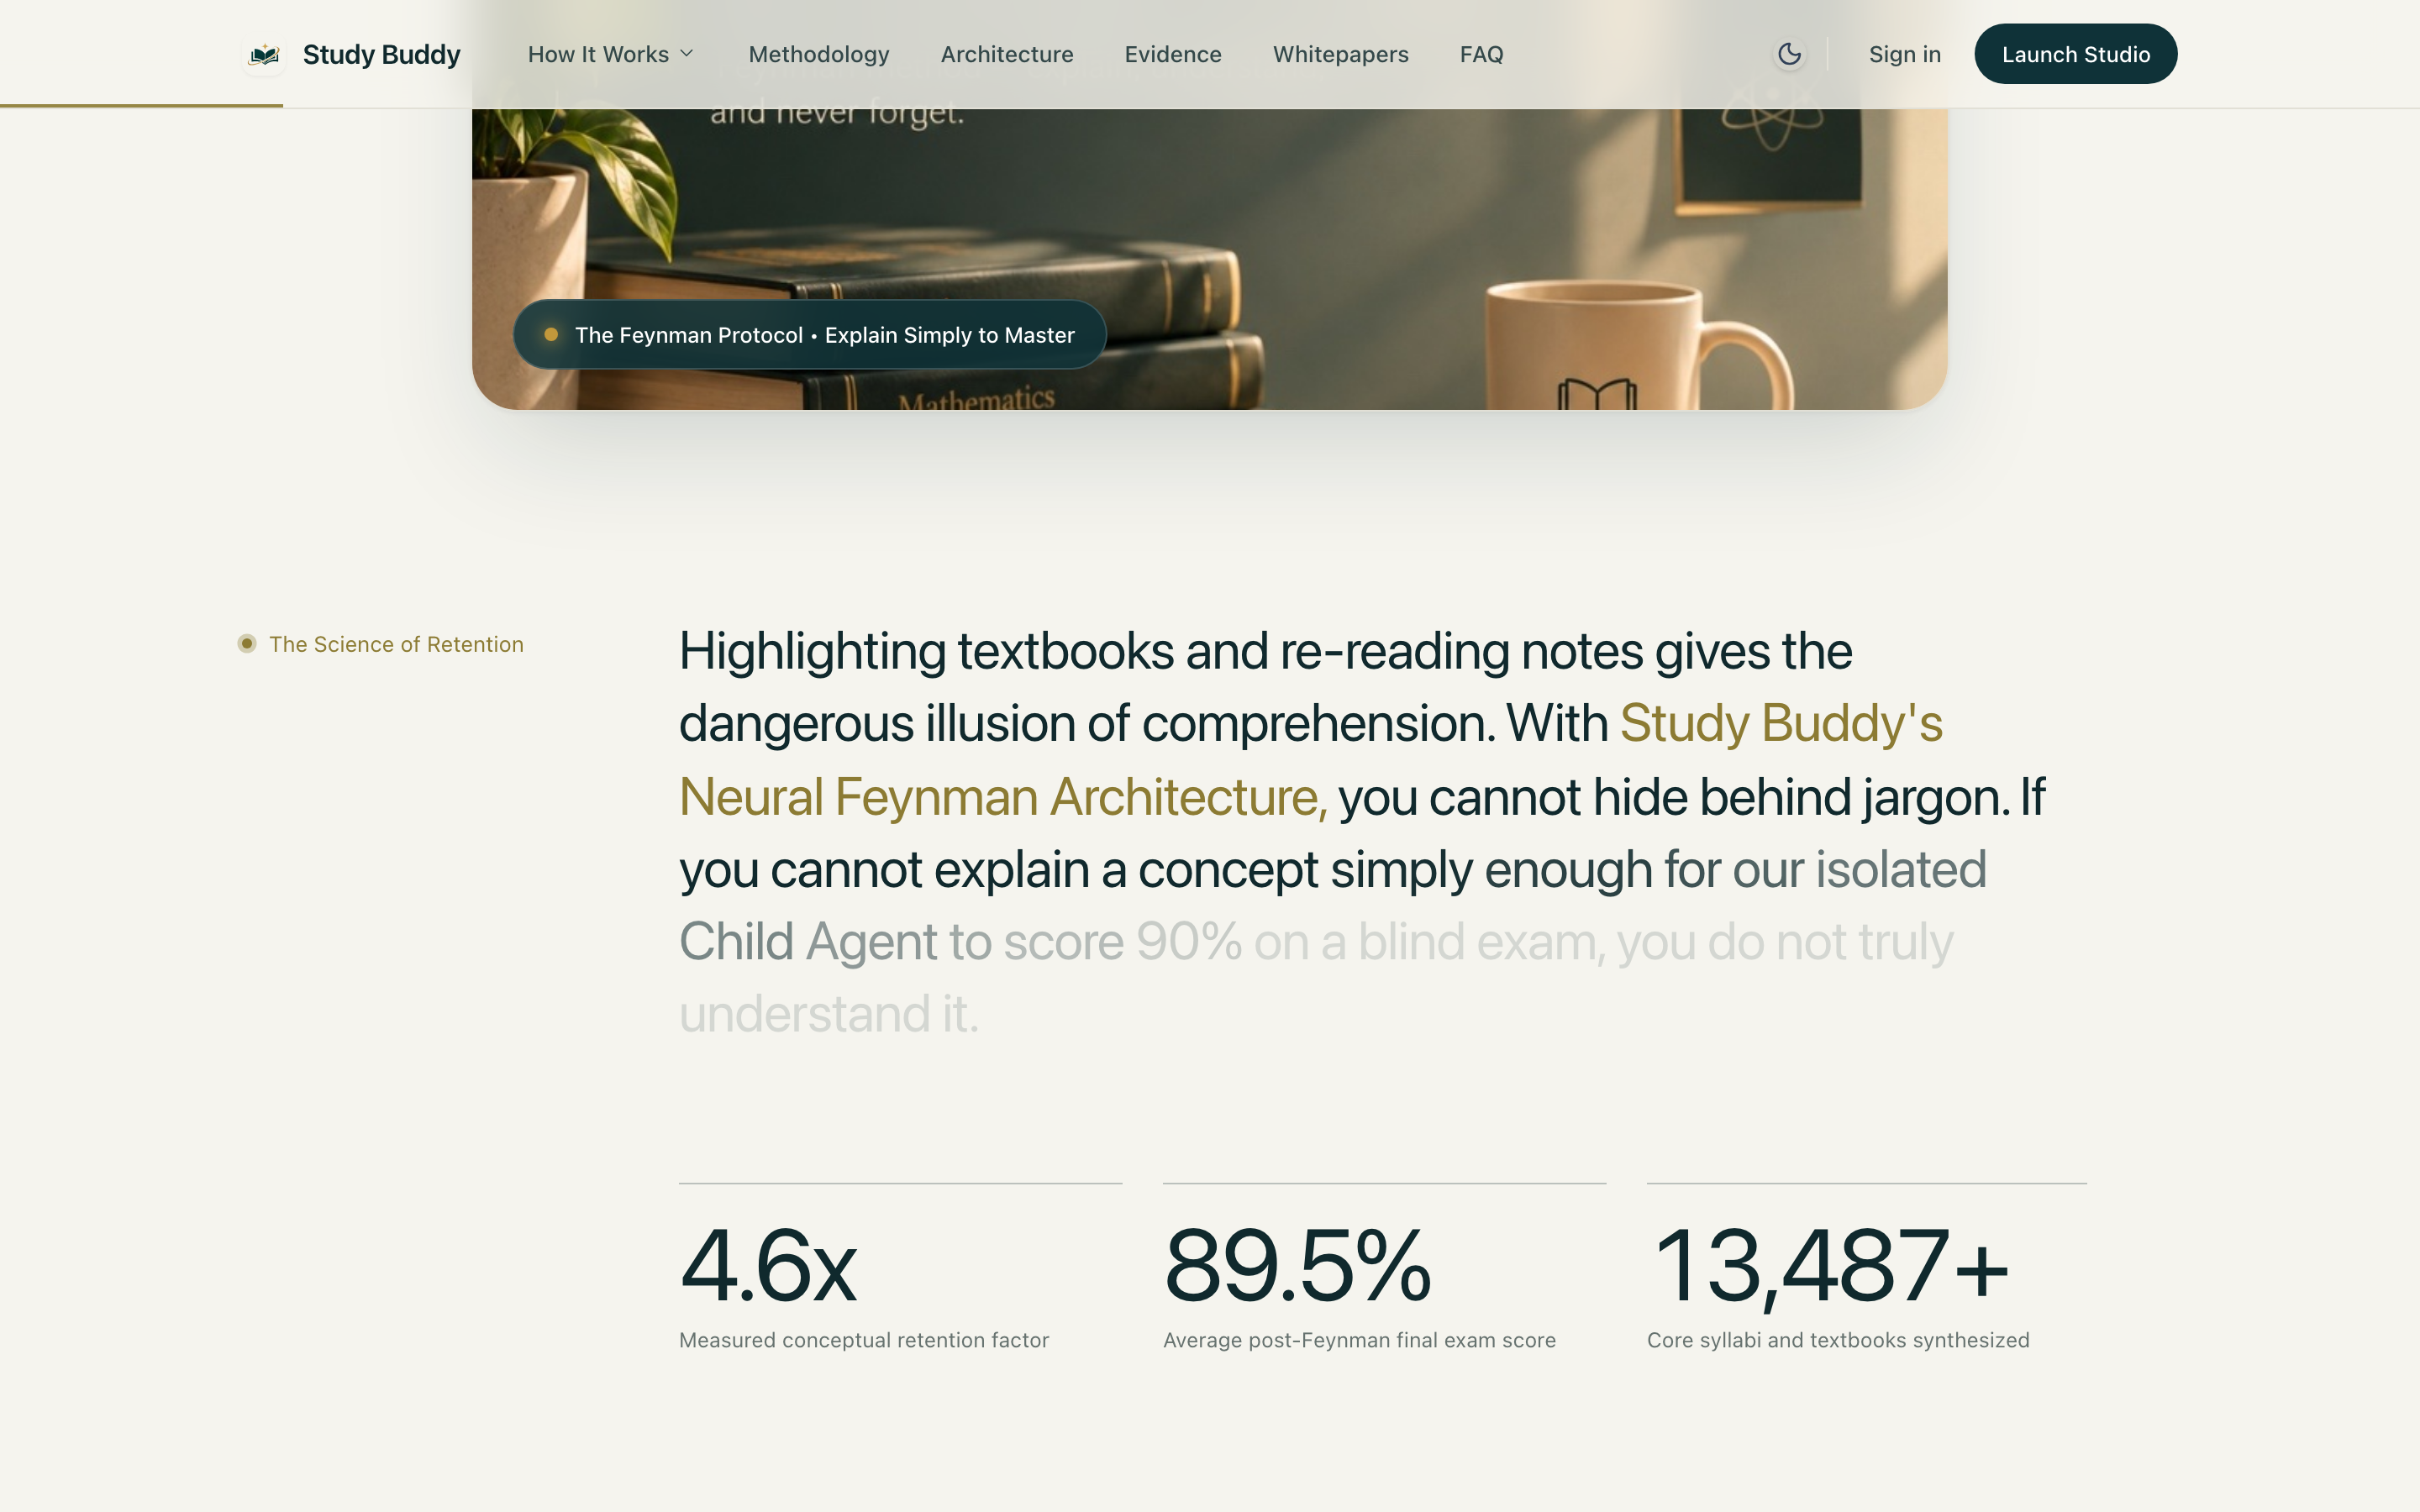 Study Buddy
How It Works
Methodology
Architecture
Evidence
Whitepapers
FAQ
Sign in
Launch Studio
and never forget.
The Feynman Protocol • Explain Simply to Master
Mathematics
The Science of Retention
Highlighting textbooks and re-reading notes gives the
dangerous illusion of comprehension. With Study Buddy's
Neural Feynman Architecture, you cannot hide behind jargon. If
you cannot explain a concept simply enough for our isolated
Child Agent to score 90% on a blind exam, you do not truly
understand it.
4.6x
Measured conceptual retention factor
89.5%
Average post-Feynman final exam score
13,487+
Core syllabi and textbooks synthesized